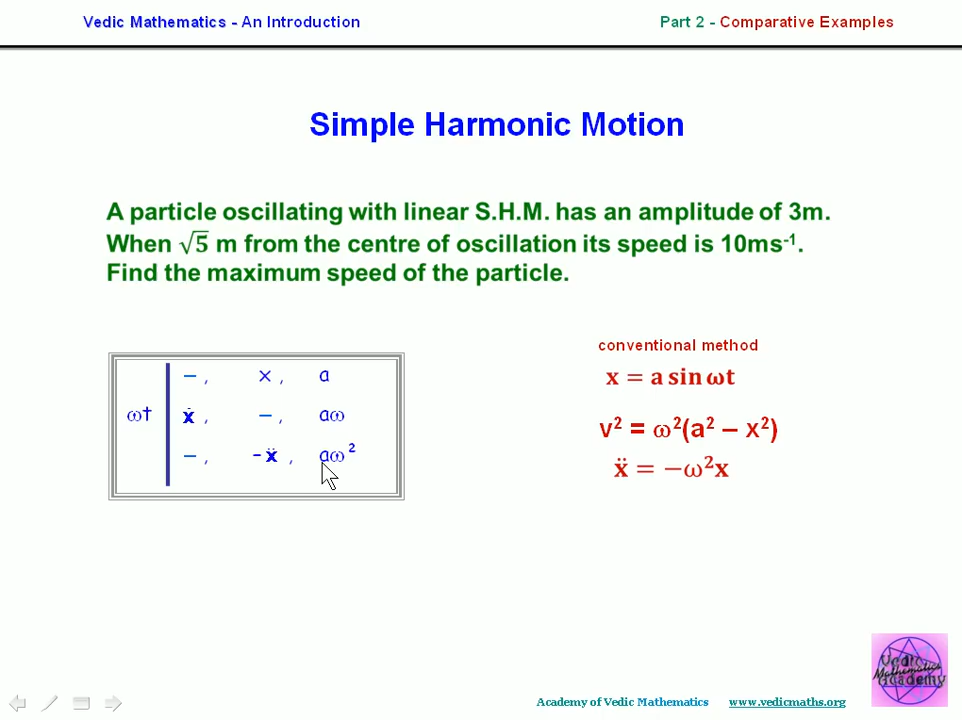 Vedic Mathematics - An Introduction
Part 2 - Comparative Examples
Simple Harmonic Motion
A particle oscillating with linear S.H.M. has an amplitude of 3m.
When √5 m from the centre of oscillation its speed is 10ms⁻¹.
Find the maximum speed of the particle.
– , × , a
ωt ẋ , – , aω
– , – ẍ , aω²
conventional method
x = a sin ωt
v² = ω²(a² – x²)
ẍ = −ω²x
Vedic
Mathematics
Academy
Academy of Vedic Mathematics www.vedicmaths.org